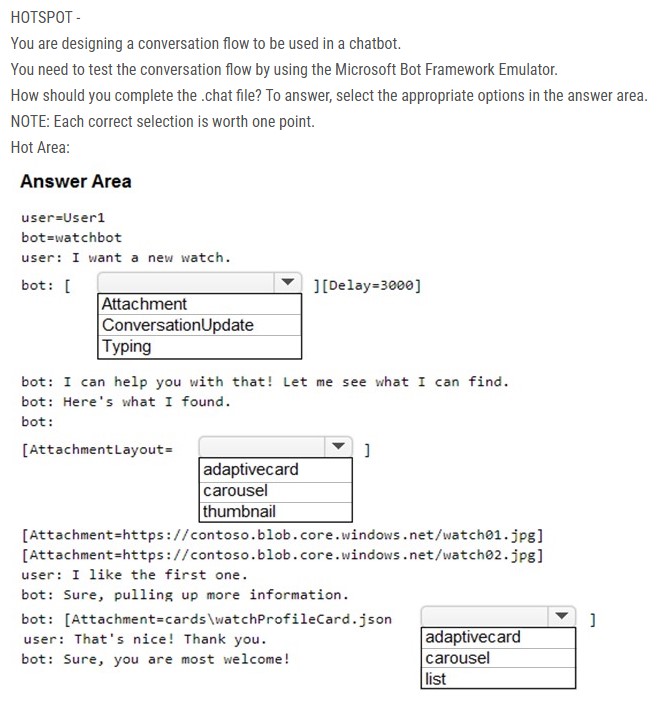 HOTSPOT -
You are designing a conversation flow to be used in a chatbot.
You need to test the conversation flow by using the Microsoft Bot Framework Emulator.
How should you complete the .chat file? To answer, select the appropriate options in the answer area.
NOTE: Each correct selection is worth one point.
Hot Area:
Answer Area
user=User1
bot=watchbot
user: I want a new watch.
bot: [ ][Delay=3000]
Attachment
ConversationUpdate
Typing
bot: I can help you with that! Let me see what I can find.
bot: Here's what I found.
bot:
[AttachmentLayout= ]
adaptivecard
carousel
thumbnail
[Attachment=https://contoso.blob.core.windows.net/watch01.jpg]
[Attachment=https://contoso.blob.core.windows.net/watch02.jpg]
user: I like the first one.
bot: Sure, pulling up more information.
bot: [Attachment=cards\watchProfileCard.json ]
adaptivecard
carousel
list
user: That's nice! Thank you.
bot: Sure, you are most welcome!